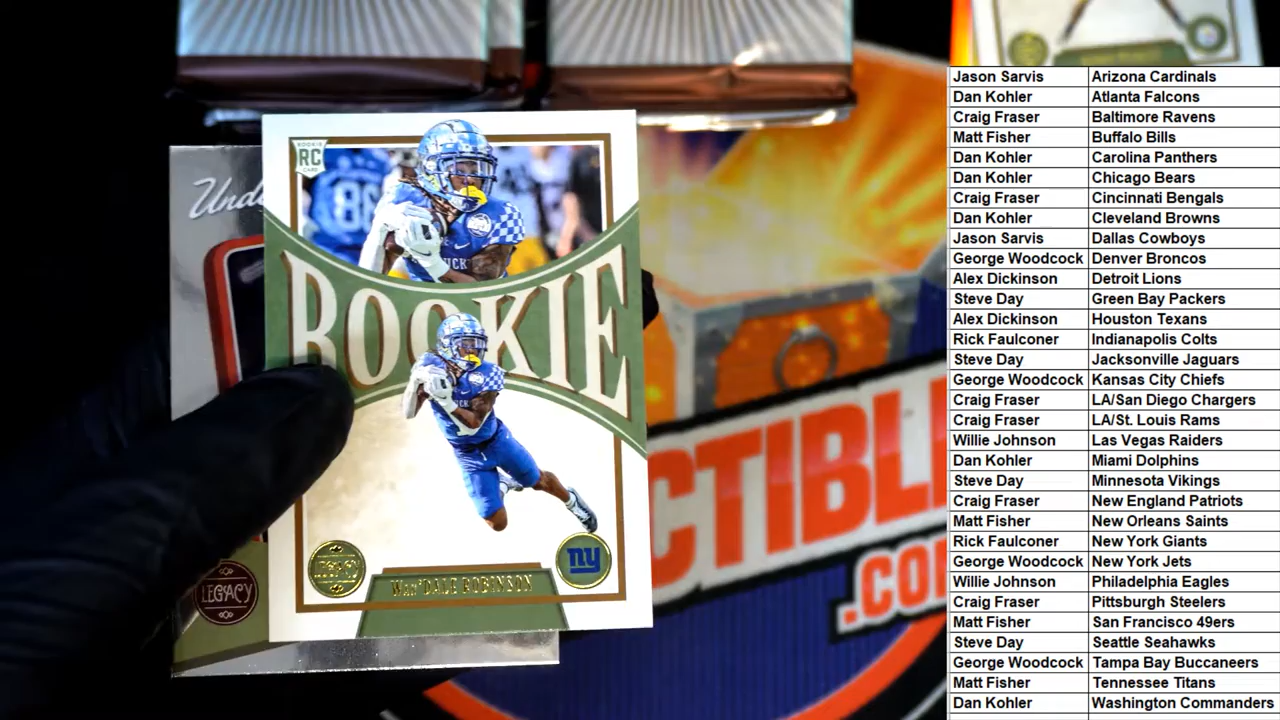 Unde
ROOKIE
RC
CARD
86
ROOKIE
LEGACY
ny
WAN'DALE ROBINSON
LEGACY
CTIBL
.CO
Jason Sarvis Arizona Cardinals
Dan Kohler Atlanta Falcons
Craig Fraser Baltimore Ravens
Matt Fisher Buffalo Bills
Dan Kohler Carolina Panthers
Dan Kohler Chicago Bears
Craig Fraser Cincinnati Bengals
Dan Kohler Cleveland Browns
Jason Sarvis Dallas Cowboys
George Woodcock Denver Broncos
Alex Dickinson Detroit Lions
Steve Day Green Bay Packers
Alex Dickinson Houston Texans
Rick Faulconer Indianapolis Colts
Steve Day Jacksonville Jaguars
George Woodcock Kansas City Chiefs
Craig Fraser LA/San Diego Chargers
Craig Fraser LA/St. Louis Rams
Willie Johnson Las Vegas Raiders
Dan Kohler Miami Dolphins
Steve Day Minnesota Vikings
Craig Fraser New England Patriots
Matt Fisher New Orleans Saints
Rick Faulconer New York Giants
George Woodcock New York Jets
Willie Johnson Philadelphia Eagles
Craig Fraser Pittsburgh Steelers
Matt Fisher San Francisco 49ers
Steve Day Seattle Seahawks
George Woodcock Tampa Bay Buccaneers
Matt Fisher Tennessee Titans
Dan Kohler Washington Commanders